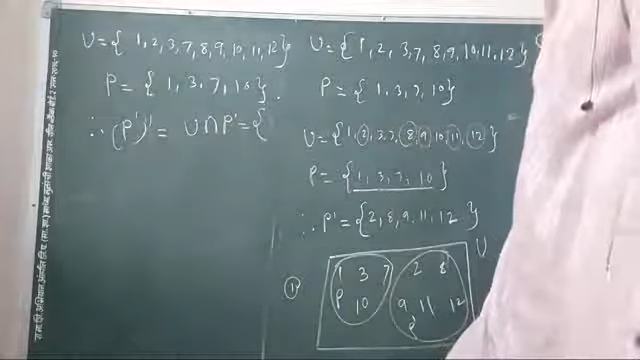 U = { 1, 2, 3, 7, 8, 9, 10, 11, 12 }
P = { 1, 3, 7, 10 }.
∴ (P')' = U ∩ P' = {
U = { 1, 2, 3, 7, 8, 9, 10, 11, 12 }
P = { 1, 3, 7, 10 }
U = { 1, 2, 3, 7, 8, 9, 10, 11, 12 }
P = { 1, 3, 7, 10 }
∴ P' = { 2, 8, 9, 11, 12 }
U
①
1 3 7 2 8
P 10 9 11 12
P'